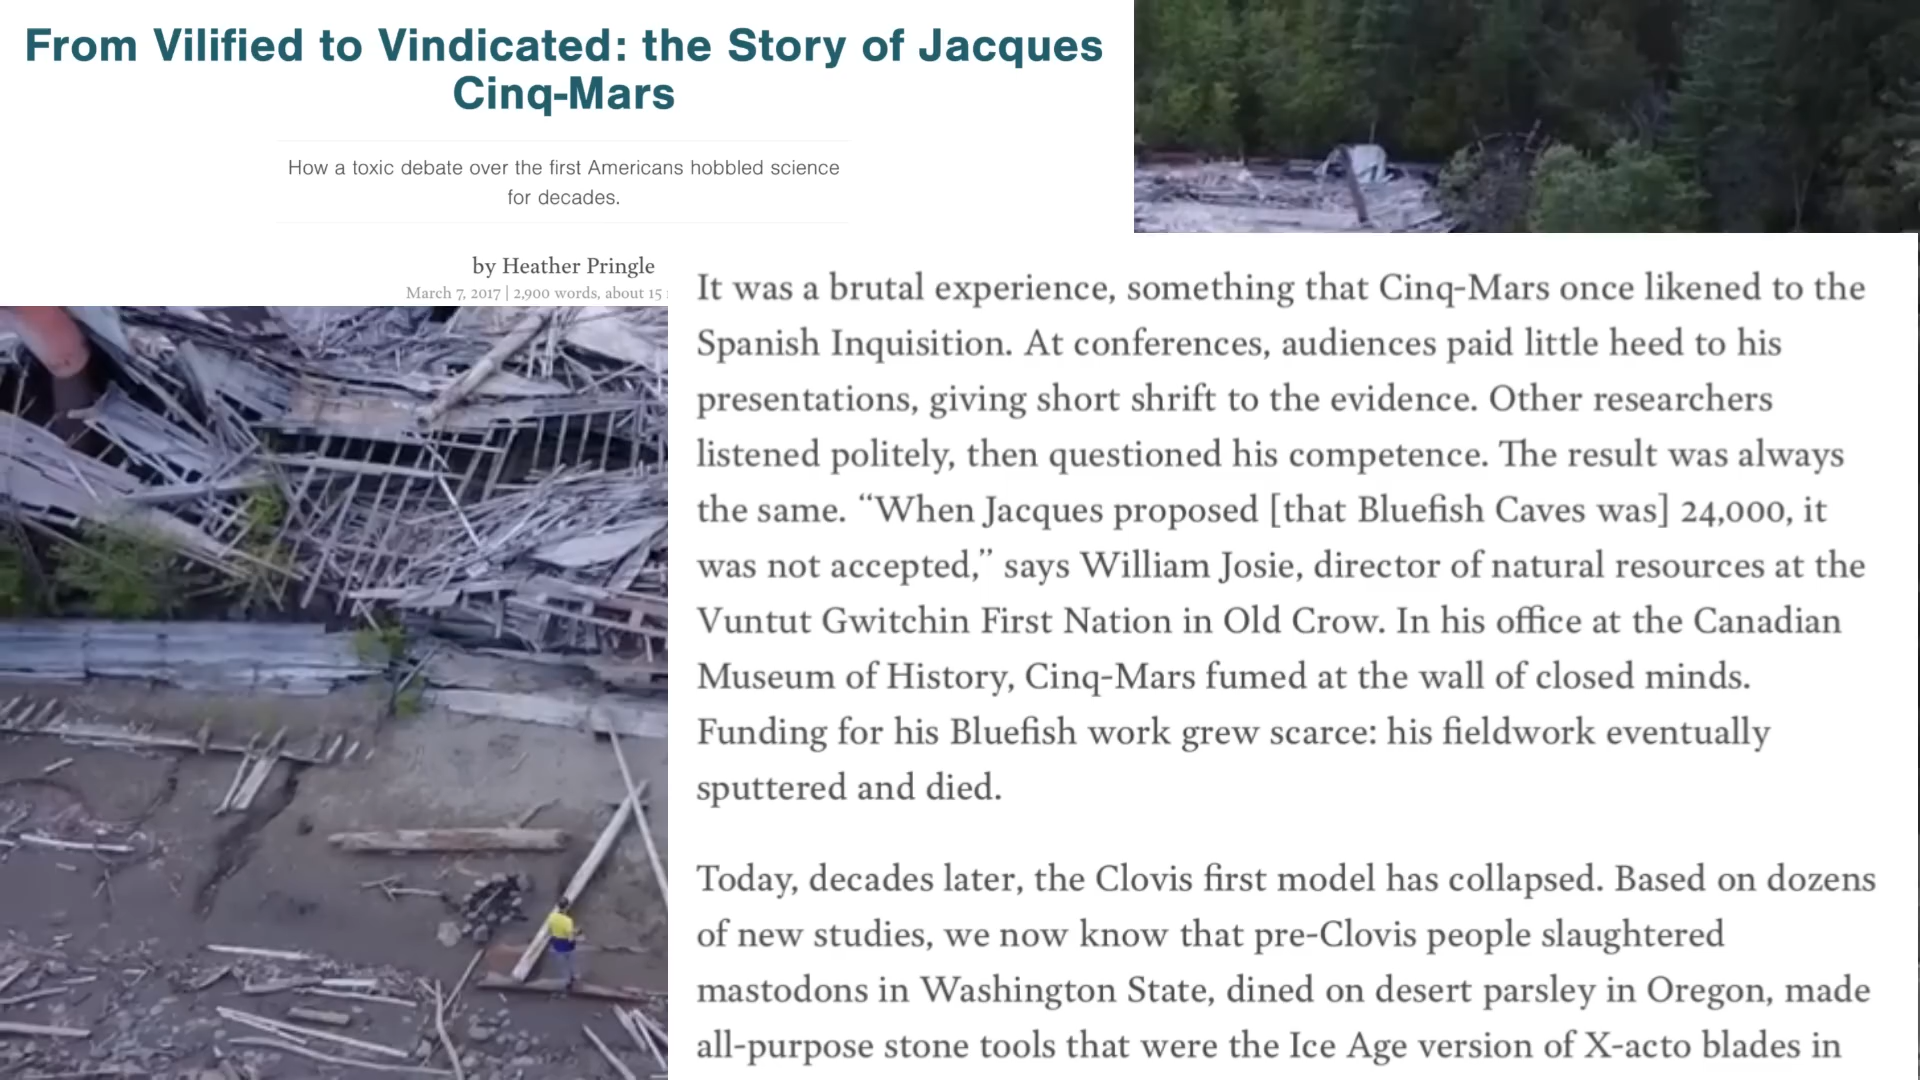 From Vilified to Vindicated: the Story of Jacques
Cinq-Mars
How a toxic debate over the first Americans hobbled science
for decades.
by Heather Pringle
March 7, 2017 | 2,900 words, about 15
It was a brutal experience, something that Cinq-Mars once likened to the
Spanish Inquisition. At conferences, audiences paid little heed to his
presentations, giving short shrift to the evidence. Other researchers
listened politely, then questioned his competence. The result was always
the same. “When Jacques proposed [that Bluefish Caves was] 24,000, it
was not accepted,” says William Josie, director of natural resources at the
Vuntut Gwitchin First Nation in Old Crow. In his office at the Canadian
Museum of History, Cinq-Mars fumed at the wall of closed minds.
Funding for his Bluefish work grew scarce: his fieldwork eventually
sputtered and died.
Today, decades later, the Clovis first model has collapsed. Based on dozens
of new studies, we now know that pre-Clovis people slaughtered
mastodons in Washington State, dined on desert parsley in Oregon, made
all-purpose stone tools that were the Ice Age version of X-acto blades in